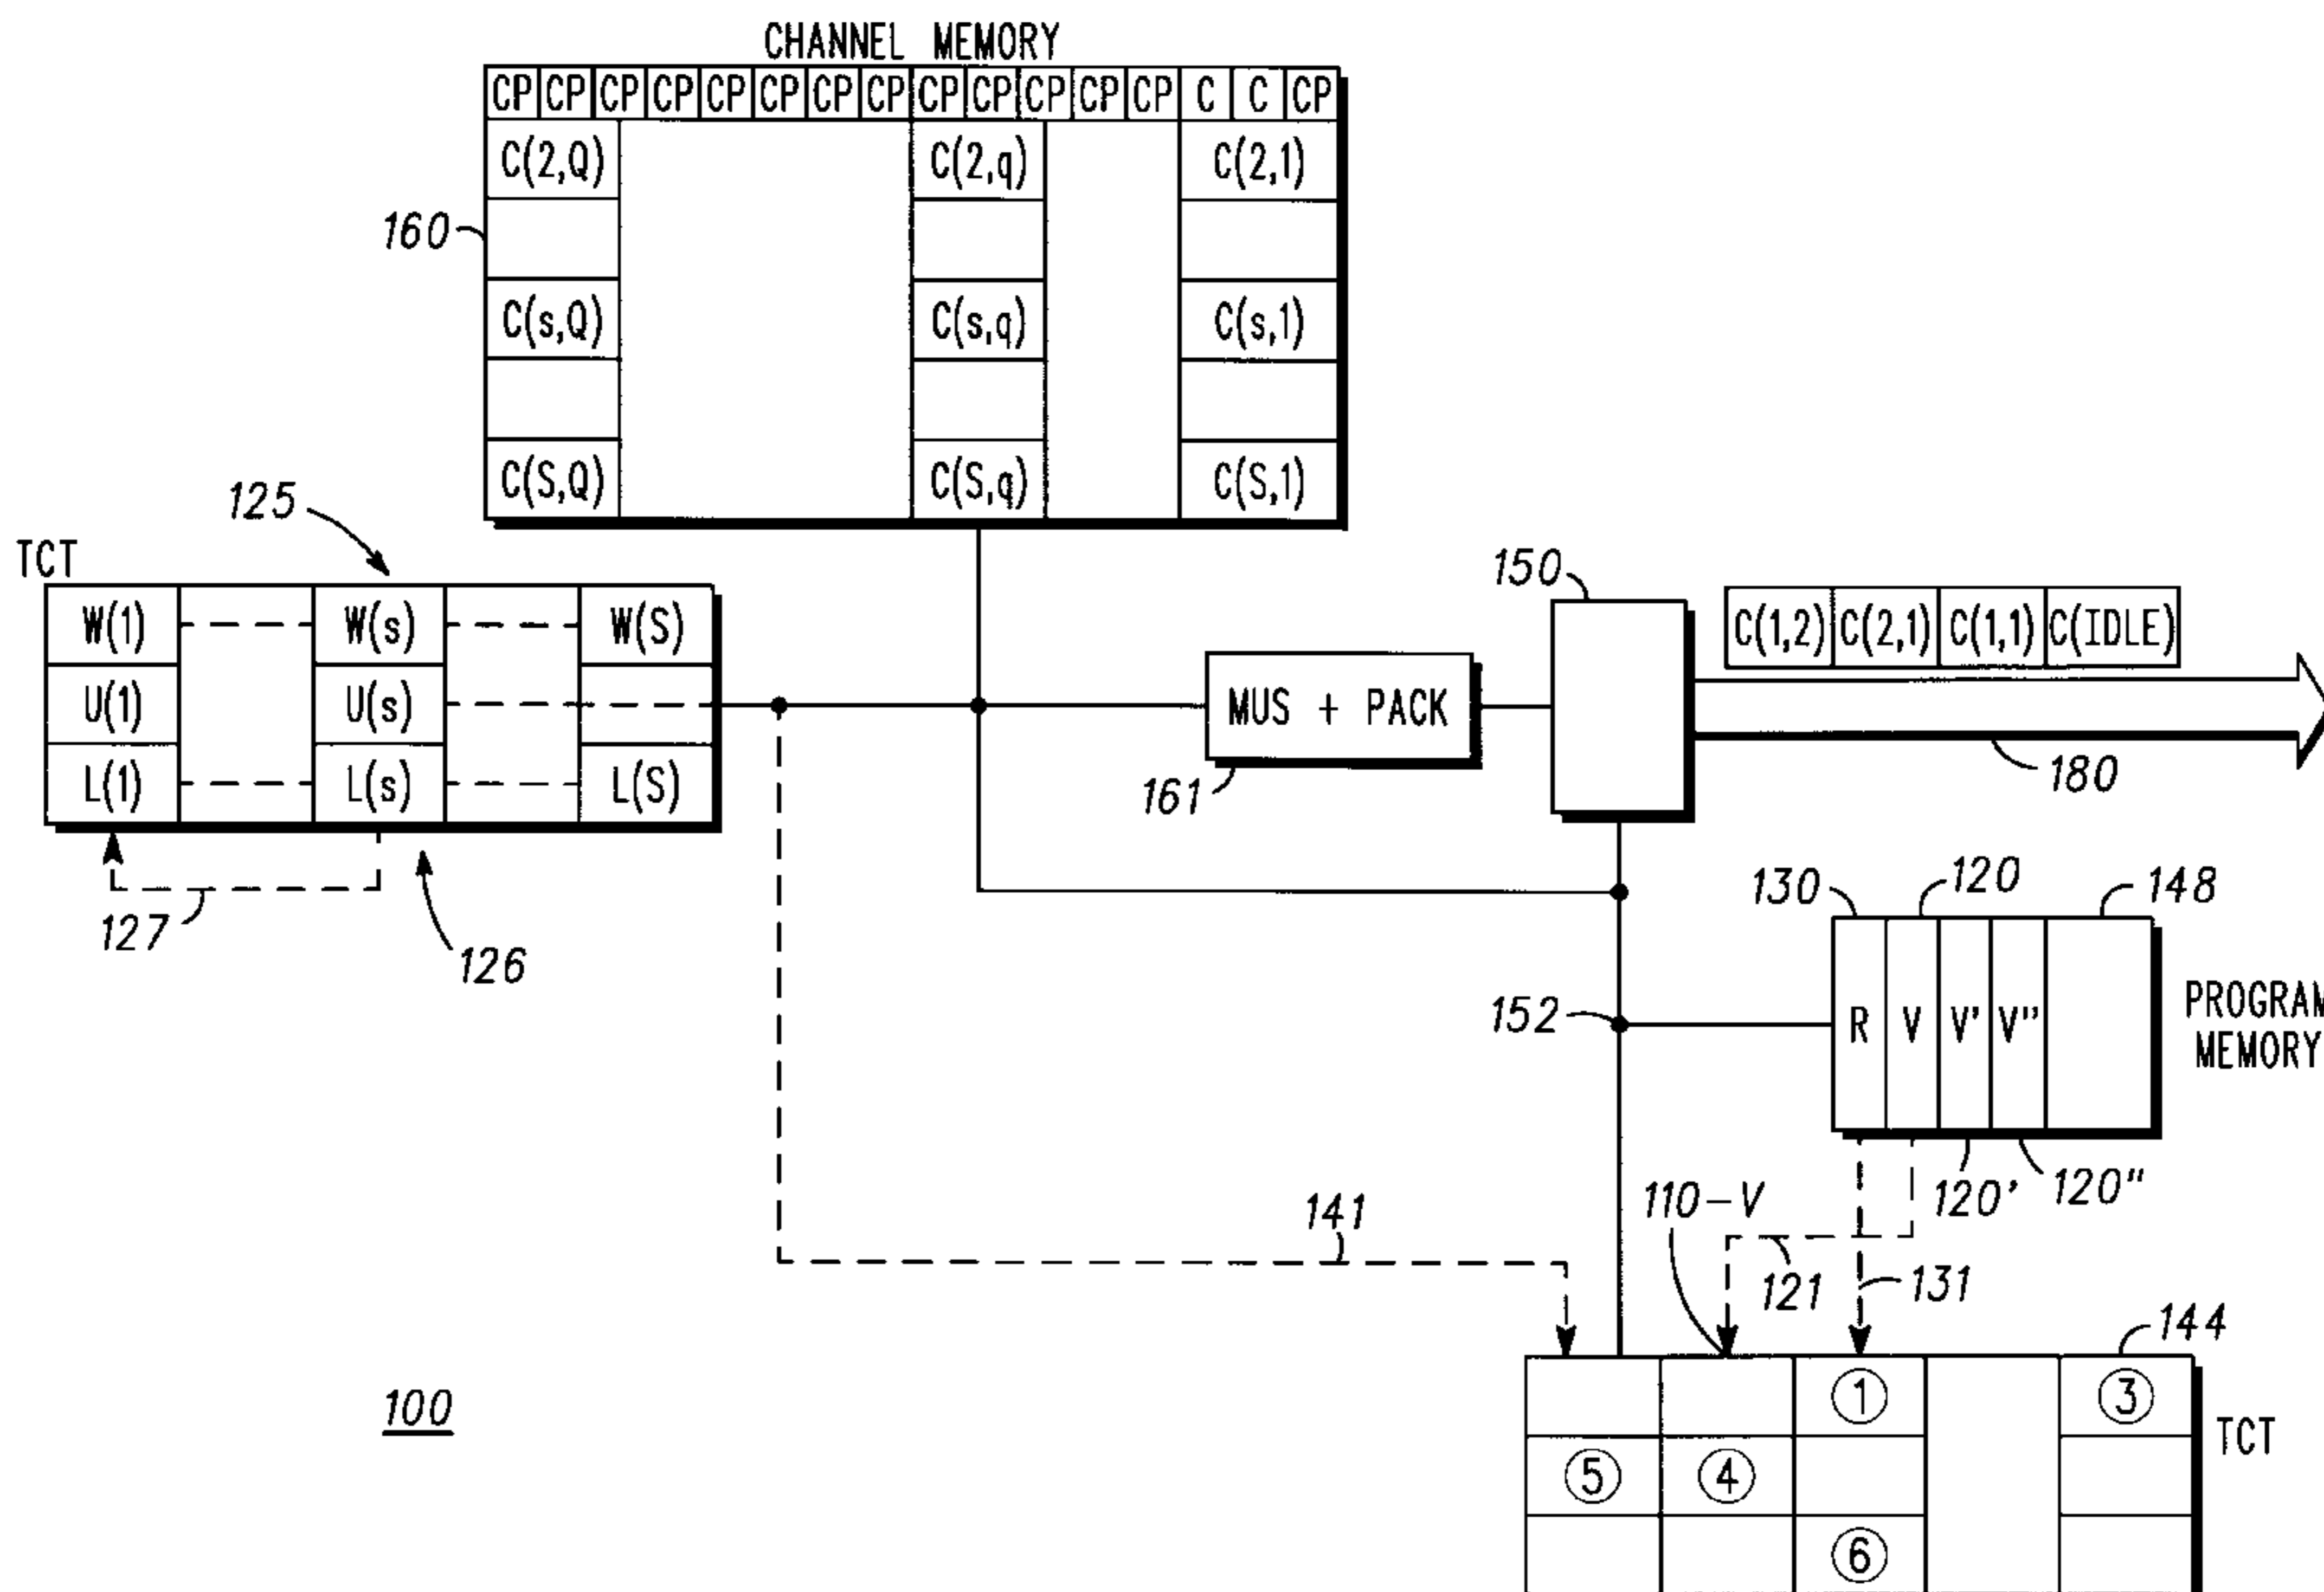 CHANNEL MEMORY
CP CP CP CP CP CP CP CP CP CP CP CP CP C C CP
C(2,Q) C(2,q) C(2,1)
160
C(s,Q) C(s,q) C(s,1)
C(S,Q) C(S,q) C(S,1)
125
TCT
W(1) W(s) W(S)
U(1) U(s)
L(1) L(s) L(S)
127
126
MUS + PACK
161
150
C(1,2) C(2,1) C(1,1) C(IDLE)
180
130 120 148
152
R V V' V"
PROGRAM
MEMORY
120' 120"
110-V
141
121
131
144
1 3
TCT
5 4
6
100